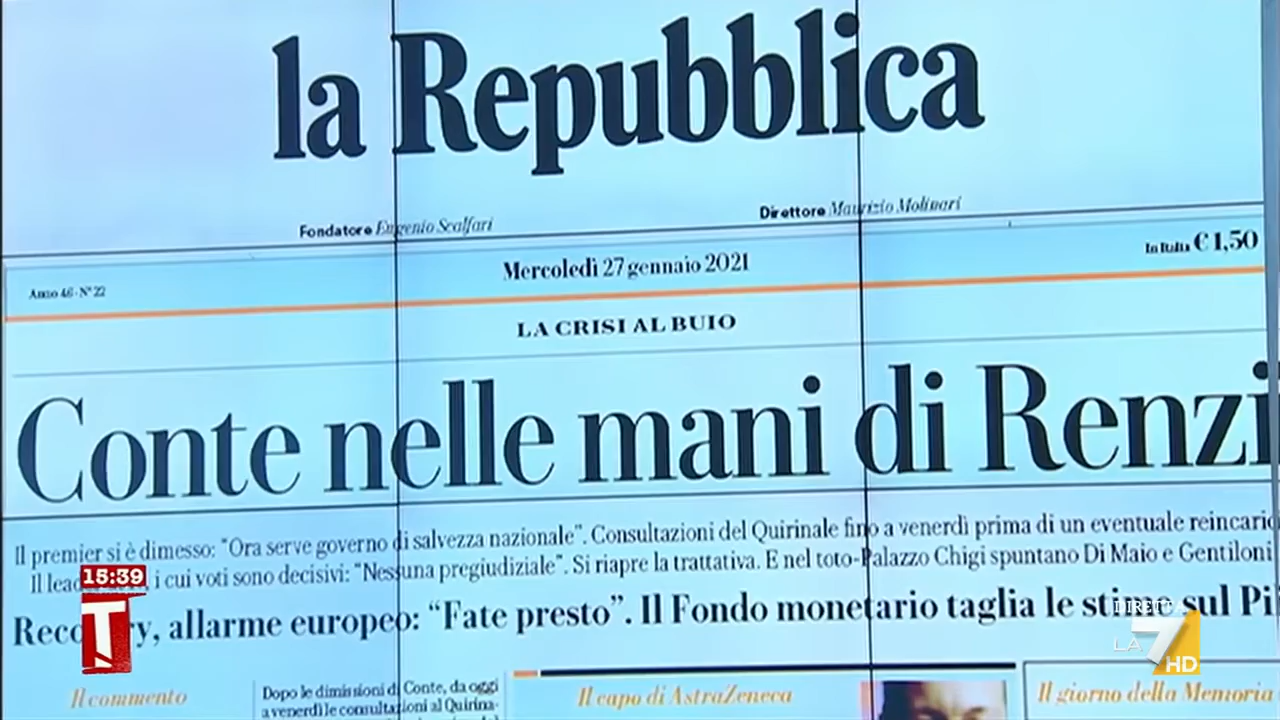 la Repubblica
Fondatore Eugenio Scalfari
Direttore Maurizio Molinari
Anno 46 - N° 22
Mercoledì 27 gennaio 2021
In Italia € 1,50
LA CRISI AL BUIO
Conte nelle mani di Renzi
Il premier si è dimesso: "Ora serve governo di salvezza nazionale". Consultazioni del Quirinale fino a venerdì prima di un eventuale
Il i cui voti sono decisivi: "Nessuna pregiudiziale". Si riapre la trattativa. E nel toto-Palazzo Chigi spuntano Di Maio e Gentiloni
15:39
T
allarme europeo: "Fate presto". Il Fondo monetario taglia le stime sul
DIRETTA
LA 7 HD
Il commento
Dopo le dimissioni di Conte, da oggi
a venerdì le consultazioni al Quirina-
Il capo di AstraZeneca
Il giorno della Memoria